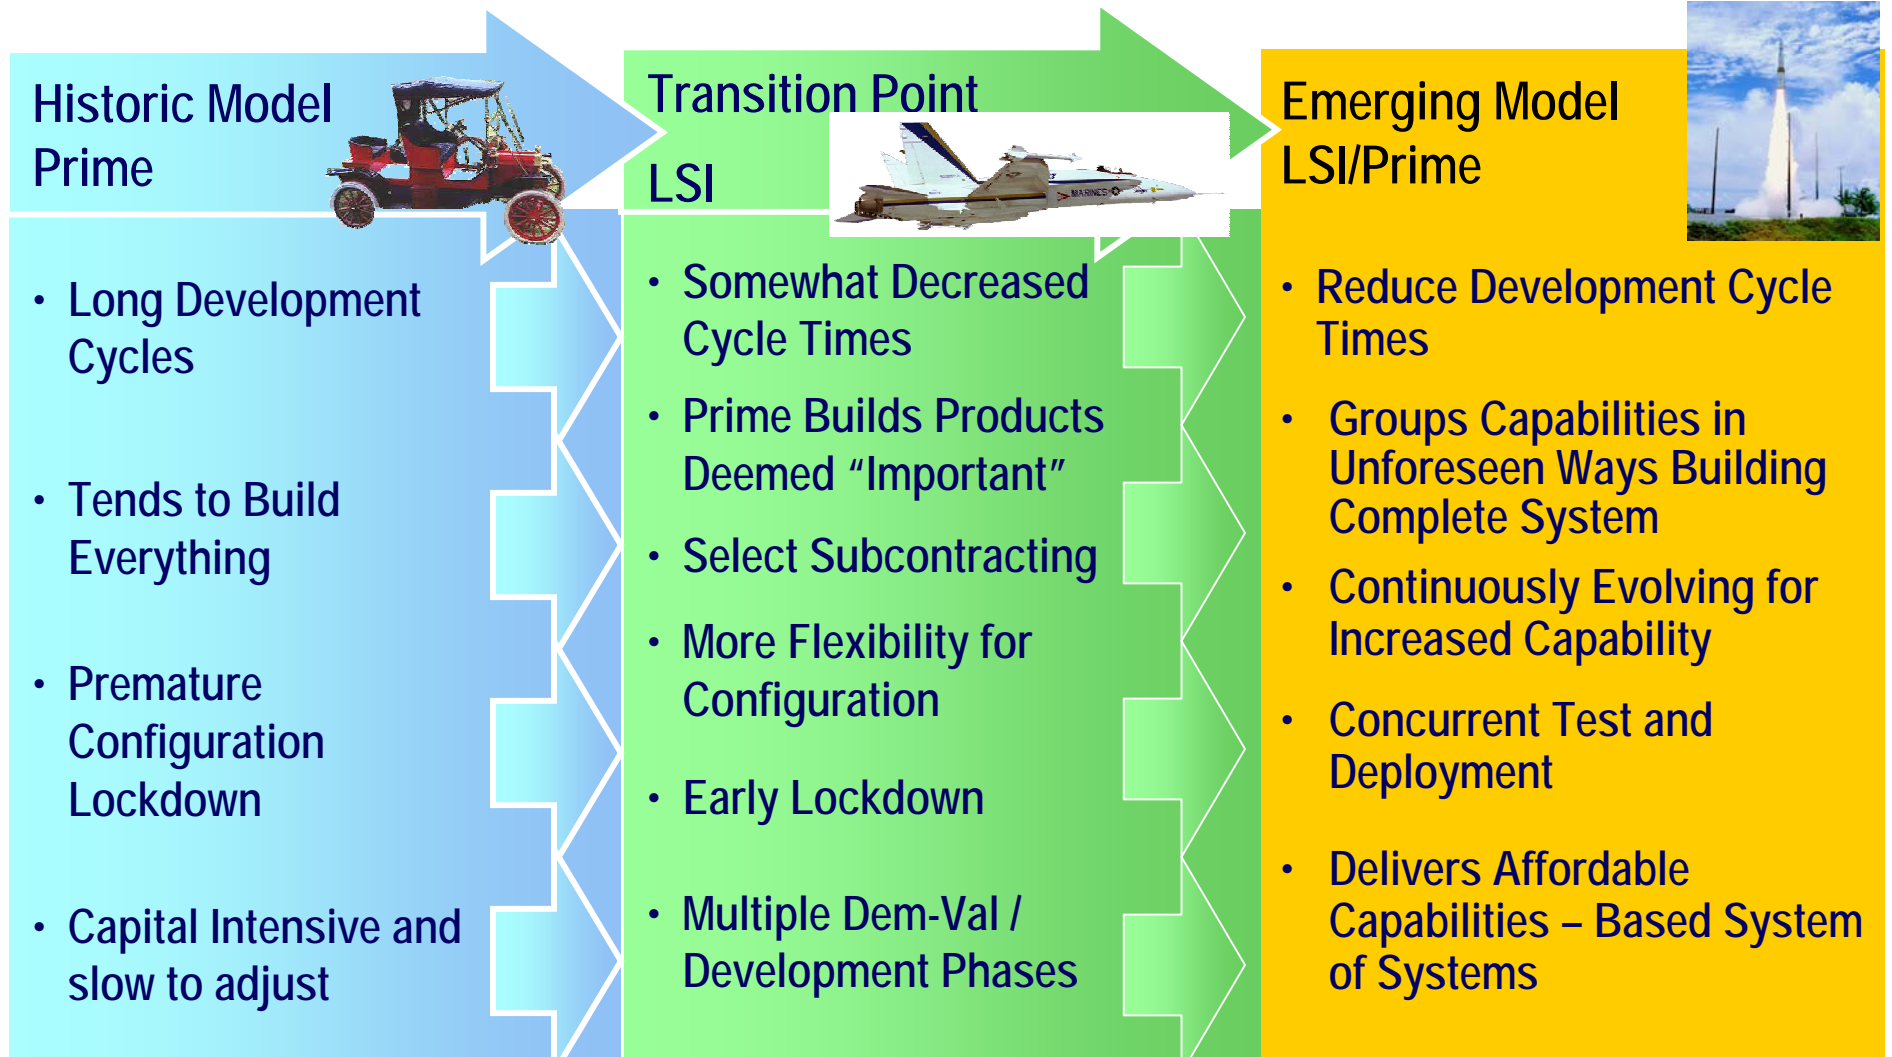 Historic Model
Prime
• Long Development
Cycles
• Tends to Build
Everything
• Premature
Configuration
Lockdown
• Capital Intensive and
slow to adjust
Transition Point
LSI
MARINES
• Somewhat Decreased
Cycle Times
• Prime Builds Products
Deemed “Important”
• Select Subcontracting
• More Flexibility for
Configuration
• Early Lockdown
• Multiple Dem-Val /
Development Phases
Emerging Model
LSI/Prime
• Reduce Development Cycle
Times
• Groups Capabilities in
Unforeseen Ways Building
Complete System
• Continuously Evolving for
Increased Capability
• Concurrent Test and
Deployment
• Delivers Affordable
Capabilities – Based System
of Systems